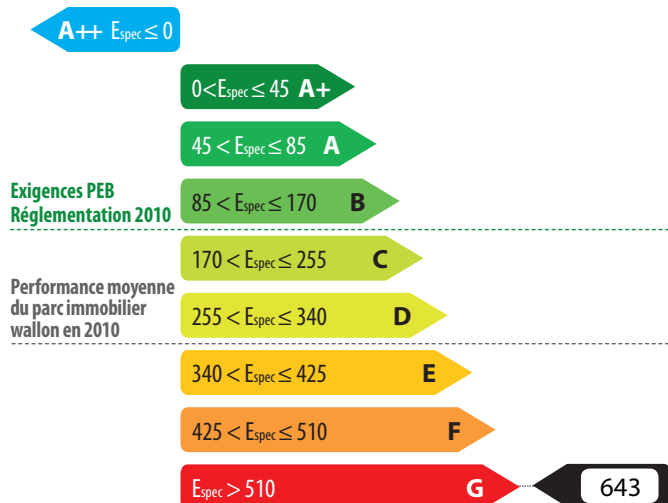 A++ Espec ≤ 0
0<Espec ≤ 45 A+
45 < Espec ≤ 85 A
Exigences PEB
Réglementation 2010
85 < Espec ≤ 170 B
170 < Espec ≤ 255 C
Performance moyenne
du parc immobilier
wallon en 2010
255 < Espec ≤ 340 D
340 < Espec ≤ 425 E
425 < Espec ≤ 510 F
Espec > 510 G
643